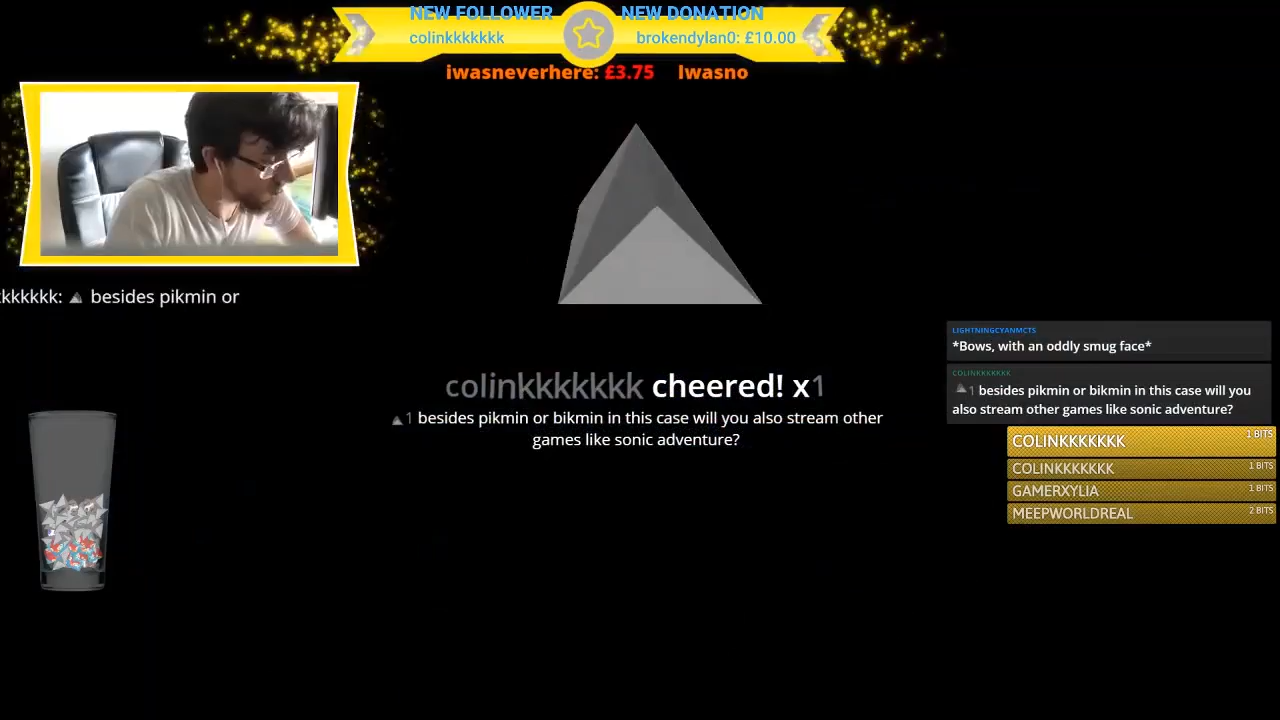 NEW FOLLOWER
colinkkkkkkk
NEW DONATION
brokendylan0: £10.00
iwasneverhere: £3.75 Iwasno
kkkkkk: besides pikmin or
colinkkkkkkk cheered! x1
1 besides pikmin or bikmin in this case will you also stream other
games like sonic adventure?
LIGHTNINGCYANMCTS
*Bows, with an oddly smug face*
COLINKKKKKKK
1 besides pikmin or bikmin in this case will you
also stream other games like sonic adventure?
COLINKKKKKKK 1 BITS
COLINKKKKKKK 1 BITS
GAMERXYLIA 1 BITS
MEEPWORLDREAL 2 BITS